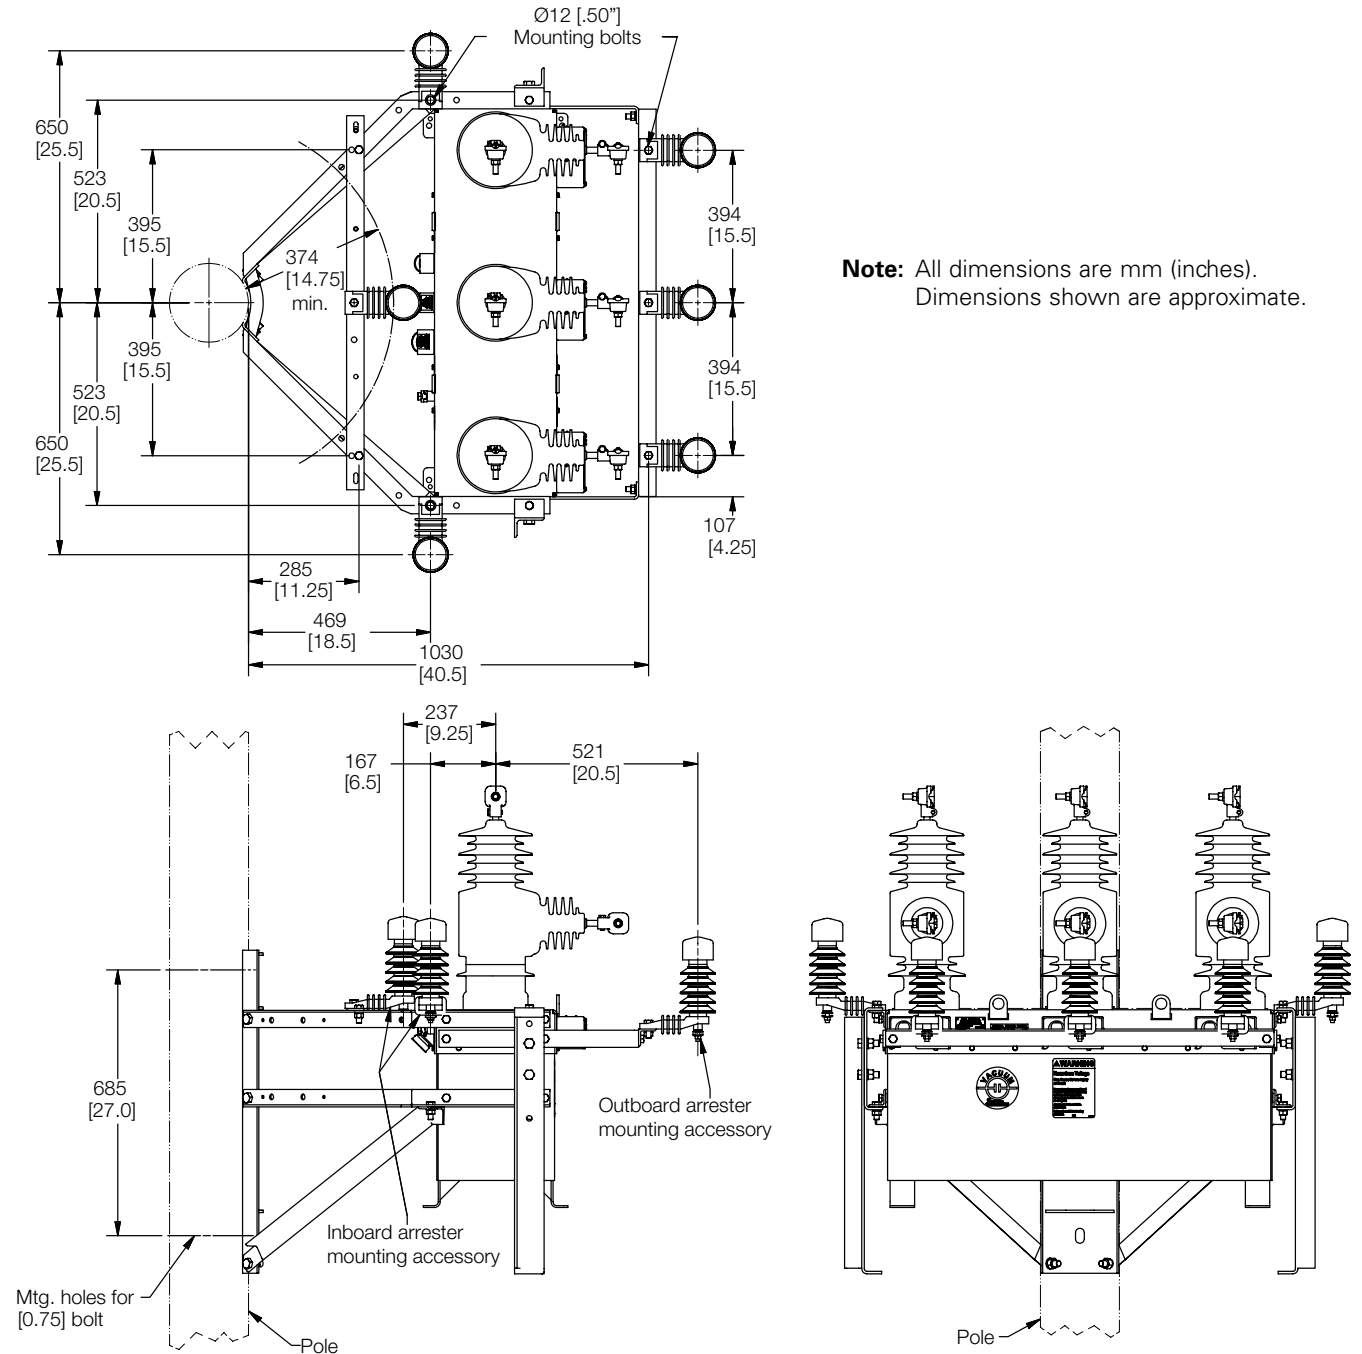 Ø12 [.50”]
Mounting bolts
650
[25.5]
523
[20.5]
395
[15.5]
374
[14.75]
min.
394
[15.5]
Note: All dimensions are mm (inches).
Dimensions shown are approximate.
395
[15.5]
523
[20.5]
650
[25.5]
394
[15.5]
107
[4.25]
285
[11.25]
469
[18.5]
1030
[40.5]
237
[9.25]
167
[6.5]
521
[20.5]
685
[27.0]
Outboard arrester
mounting accessory
Inboard arrester
mounting accessory
Mtg. holes for
[0.75] bolt
Pole
VACUUM
WARNING
Hazardous Voltage
Pole